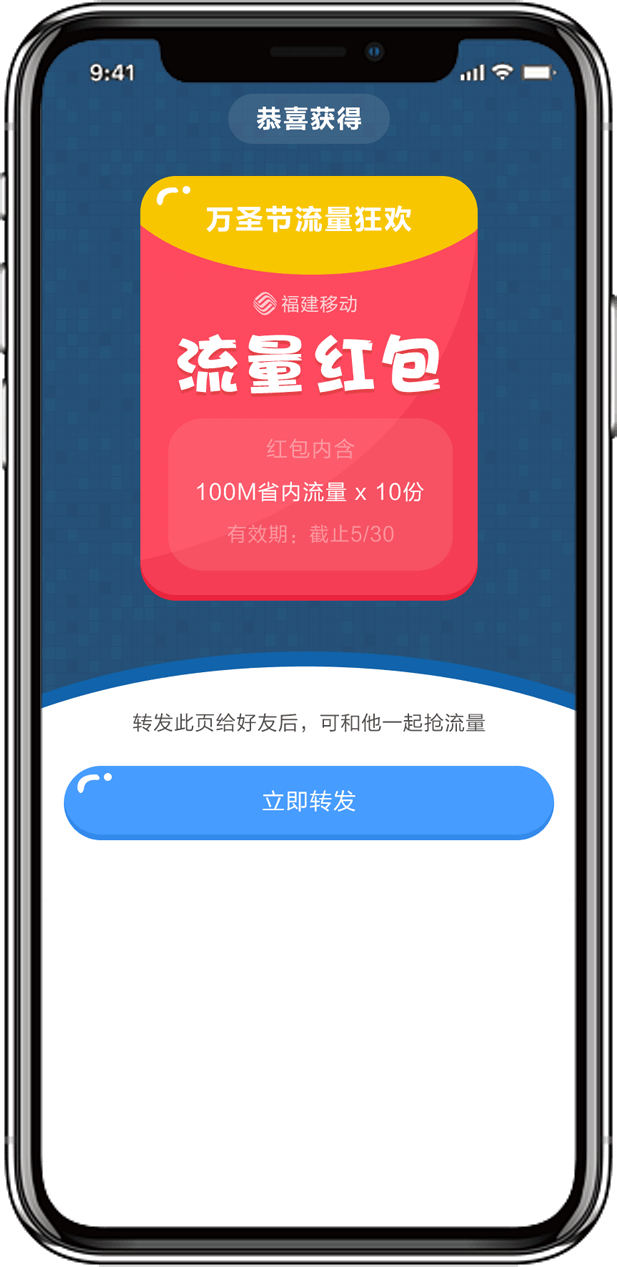 9:41
恭喜获得
万圣节流量狂欢
福建移动
流量红包
红包内含
100M省内流量 x 10份
有效期：截止5/30
转发此页给好友后，可和他一起抢流量
立即转发